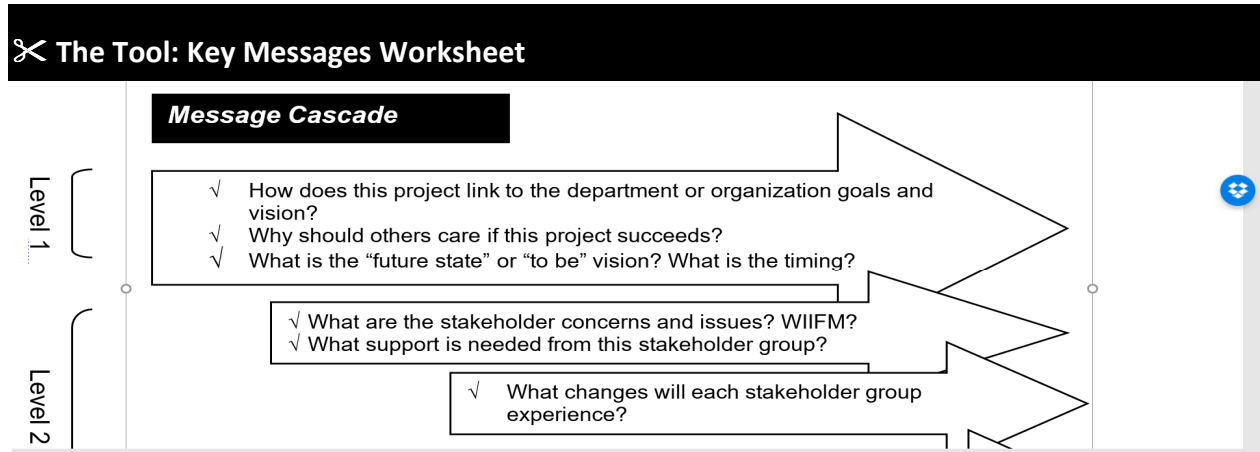 The Tool: Key Messages Worksheet
Message Cascade
Level 1
√ How does this project link to the department or organization goals and
vision?
√ Why should others care if this project succeeds?
√ What is the “future state” or “to be” vision? What is the timing?
Level 2
√ What are the stakeholder concerns and issues? WIIFM?
√ What support is needed from this stakeholder group?
√ What changes will each stakeholder group
experience?